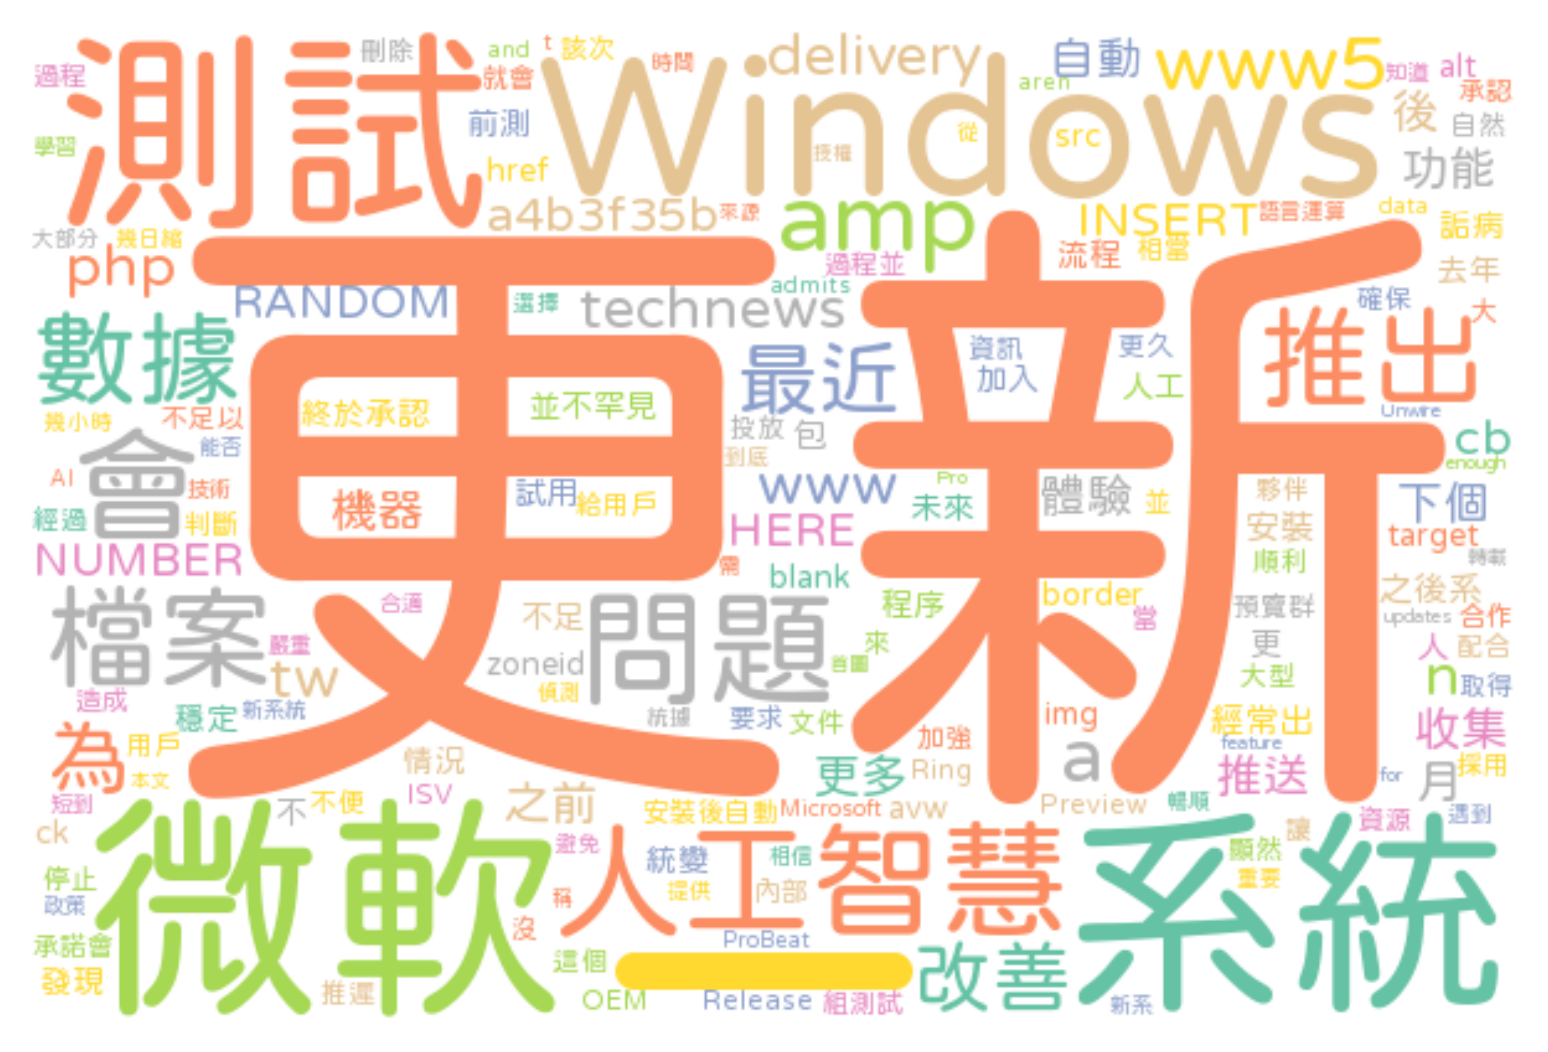 測試
Windows
刪除
and
t
該次
時間
delivery
自動
www5
知道
alt
過程
就會
aren
承認
前測
href
授權
從
src
後
自然
學習
功能
a4b3f35b
來源
amp
INSERT
語言運算
data
詬病
大部分
幾日縮
php
更新
過程並
流程
相當
去年
RANDOM
選擇
technews
admits
確保
大
數據
最近
資訊
加入
更久
人工
推出
Unwire
幾小時
不足以
終於承認
並不罕見
投放
包
到底
cb
enough
會
能否
AI
技術
機器
試用
給用戶
www
Pro
未來
體驗
並
夥伴
下個
經過
判斷
HERE
安裝
target
NUMBER
需
blank
順利
轉載
檔案
合適
不足
問題
程序
border
當
預覽群
之後系
updates
合作
嚴重
tw
zoneid
來
首圖
更
人
配合
造成
偵測
大型
n
取得
穩定
新系統
統據
要求
文件
img
經常出
收集
為
用戶
本文
情況
加強
a
feature
更多
Ring
推送
for
月
採用
短到
ISV
之前
不
不便
安裝後自動
Microsoft
avw
Preview
暢順
資源
遇到
ck
微軟
避免
人工智慧
統變
相信
讓
顯然
系統
停止
政策
稱
提供
內部
重要
沒
ProBeat
承諾會
這個
一
改善
發現
推遲
OEM
Release
組測試
新系